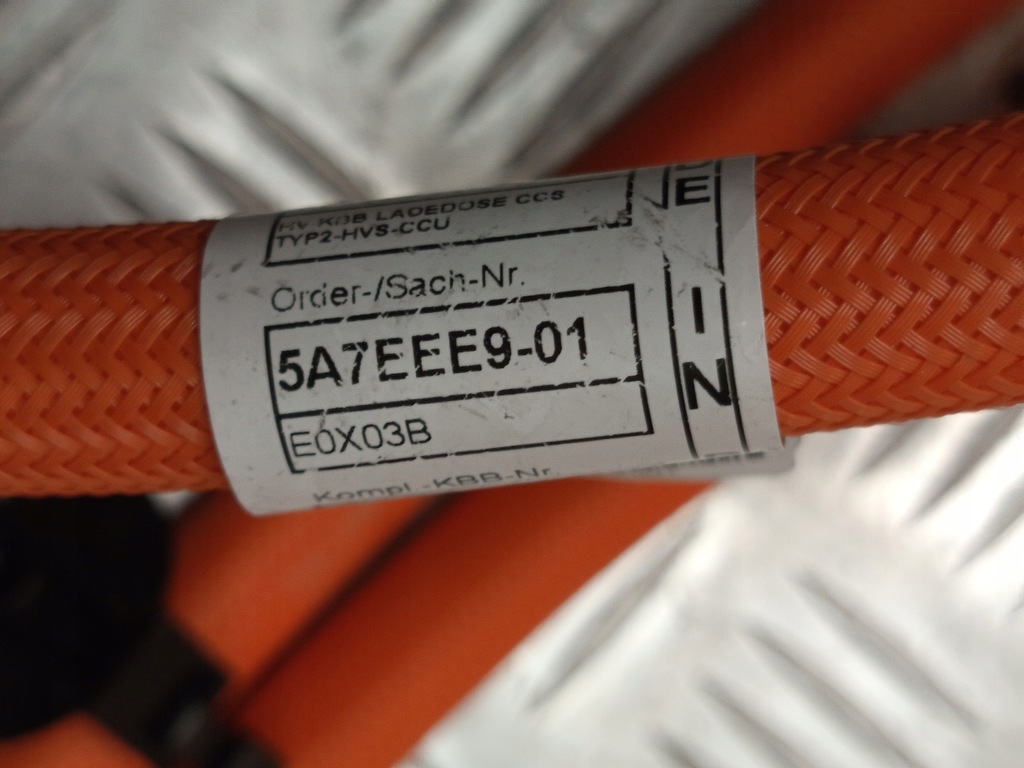 HV KBB LADEDOSE CCS
TYP2-HVS-CCU
Order-/Sach-Nr.
5A7EEE9-01
E0X03B
Kompl.-KBB-Nr.
E
I
N